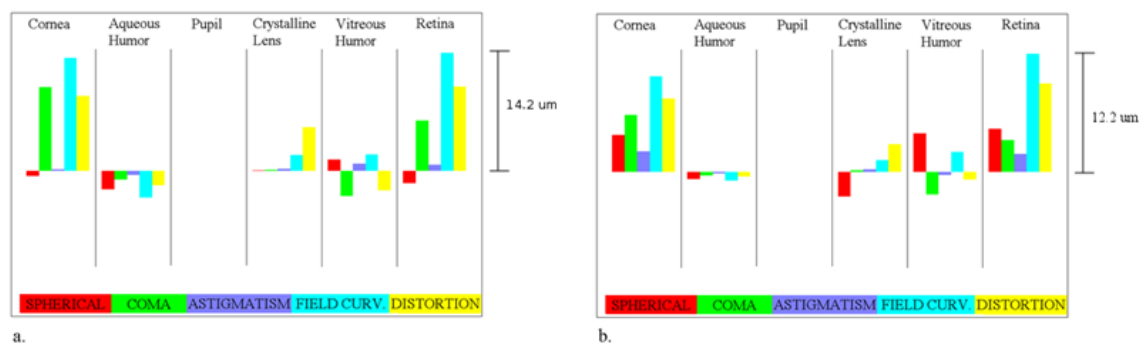 Cornea Aqueous Humor Pupil Crystalline Lens Vitreous Humor Retina
14.2 um
SPHERICAL COMA ASTIGMATISM FIELD CURV. DISTORTION
a.
Cornea Aqueous Humor Pupil Crystalline Lens Vitreous Humor Retina
12.2 um
SPHERICAL COMA ASTIGMATISM FIELD CURV. DISTORTION
b.